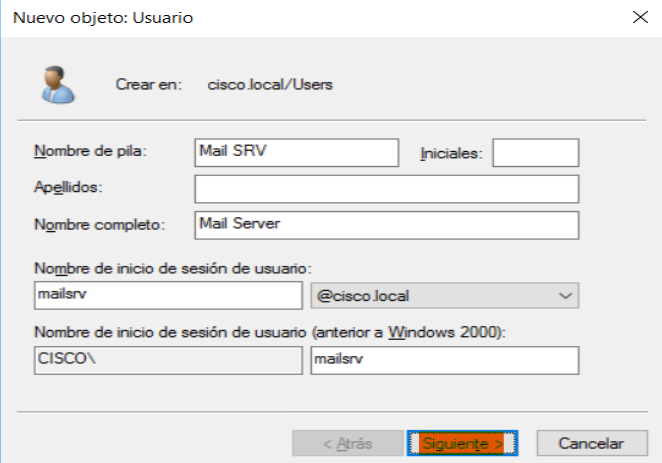 Nuevo objeto: Usuario
Crear en: cisco.local/Users
Nombre de pila: Mail SRV Iniciales:
Apellidos:
Nombre completo: Mail Server
Nombre de inicio de sesión de usuario:
mailsrv @cisco.local
Nombre de inicio de sesión de usuario (anterior a Windows 2000):
CISCO\ mailsrv
< Atrás Siguiente > Cancelar